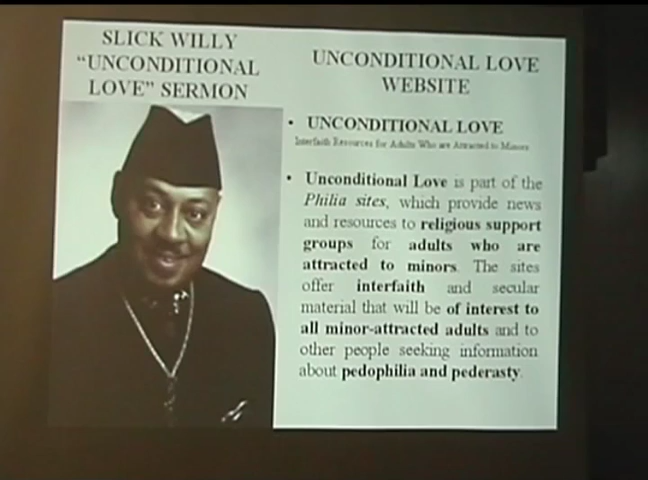 SLICK WILLY
"UNCONDITIONAL
LOVE" SERMON
UNCONDITIONAL LOVE
WEBSITE
• UNCONDITIONAL LOVE
Interfaith Resources for Adults Who are Attracted to Minors
• Unconditional Love is part of the
Philia sites, which provide news
and resources to religious support
groups for adults who are
attracted to minors. The sites
offer interfaith and secular
material that will be of interest to
all minor-attracted adults and to
other people seeking information
about pedophilia and pederasty.